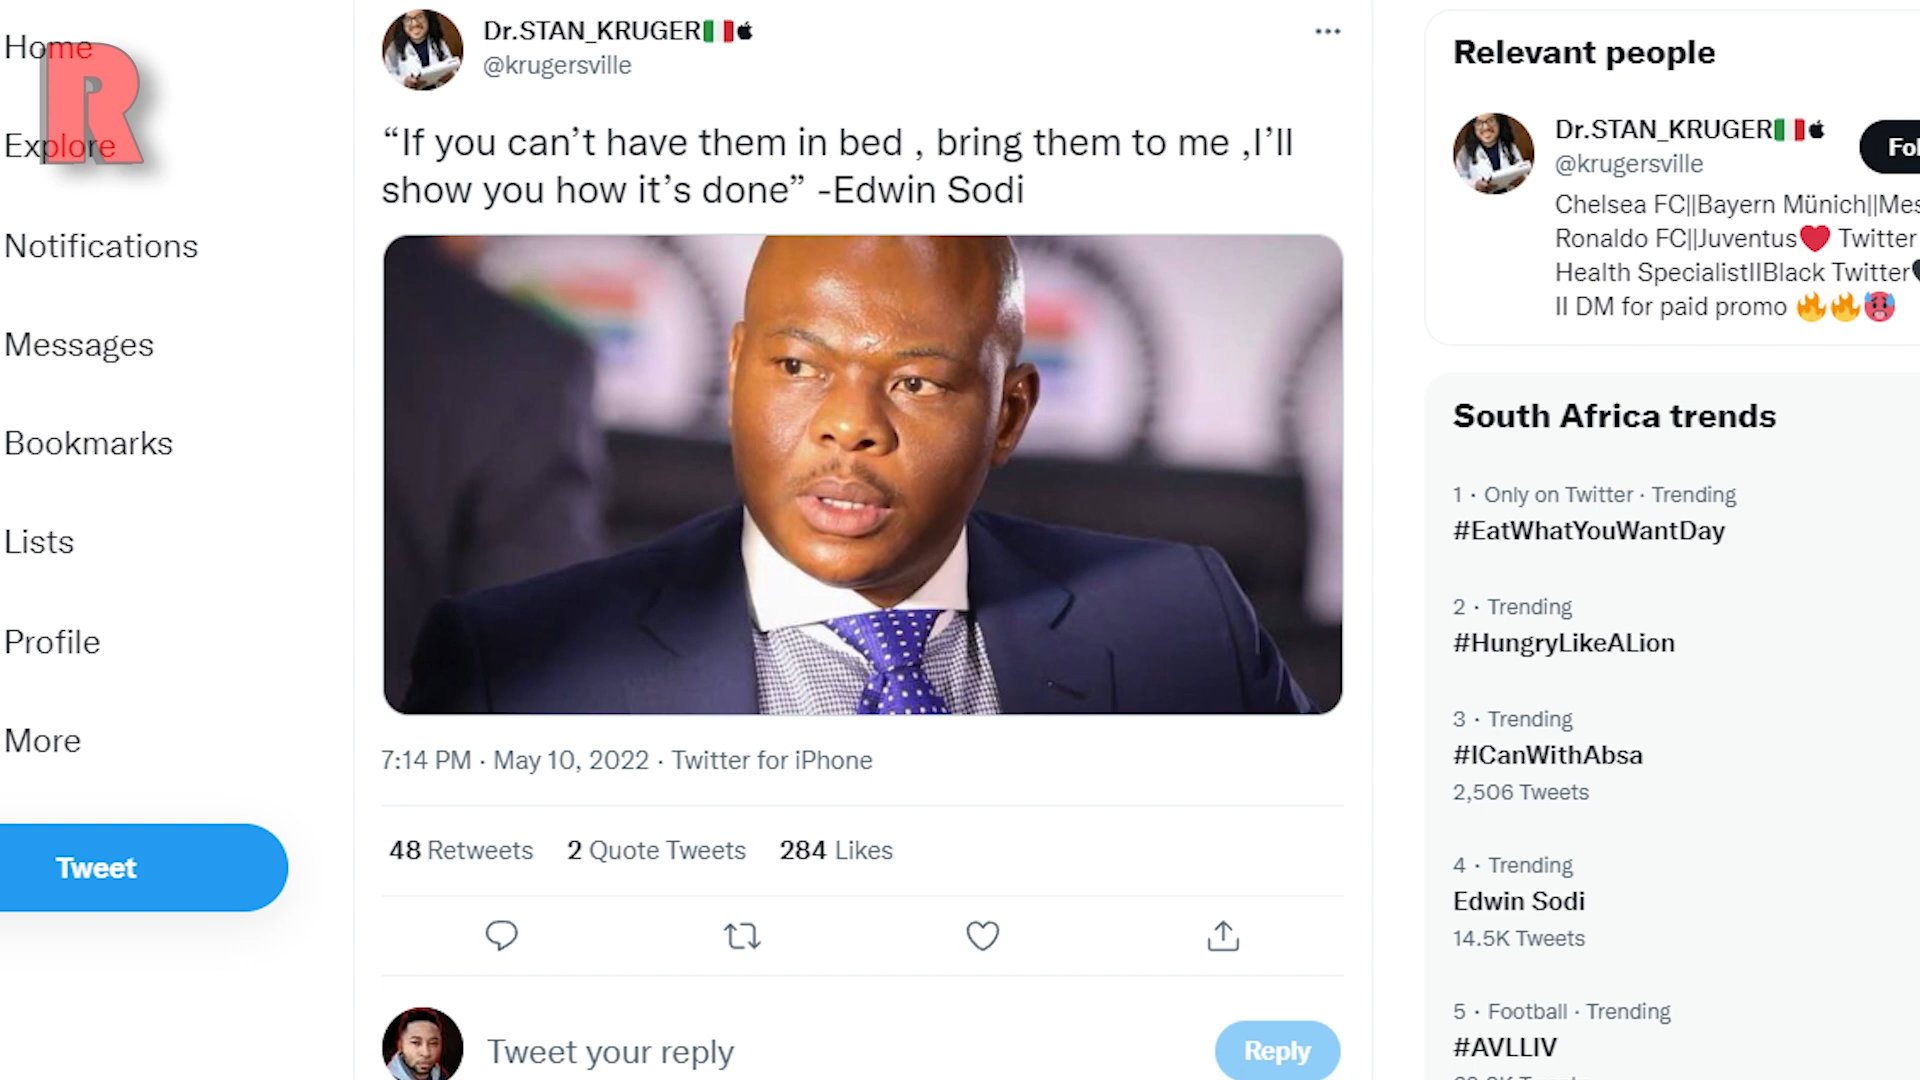 Home
Explore
Notifications
Messages
Bookmarks
Lists
Profile
More
Tweet
R
Dr.STAN_KRUGER
@krugersville
“If you can’t have them in bed , bring them to me ,I’ll
show you how it’s done” -Edwin Sodi
7:14 PM · May 10, 2022 · Twitter for iPhone
48 Retweets 2 Quote Tweets 284 Likes
Tweet your reply
Reply
Relevant people
Dr.STAN_KRUGER
@krugersville
Fol
Chelsea FC||Bayern Münich||Mes
Ronaldo FC||Juventus❤️ Twitter
Health SpecialistIIBlack Twitter
II DM for paid promo 🔥🔥🥵
South Africa trends
1 · Only on Twitter · Trending
#EatWhatYouWantDay
2 · Trending
#HungryLikeALion
3 · Trending
#ICanWithAbsa
2,506 Tweets
4 · Trending
Edwin Sodi
14.5K Tweets
5 · Football · Trending
#AVLLIV